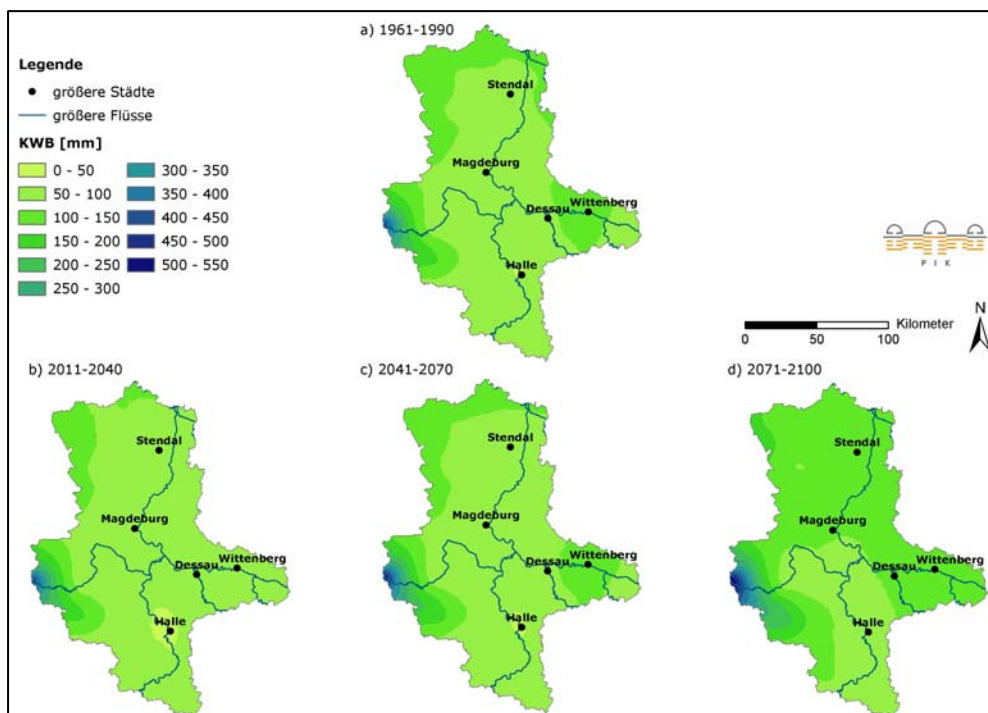 a) 1961-1990
Legende
größere Städte
größere Flüsse
KWB [mm]
0 - 50
50 - 100
100 - 150
150 - 200
200 - 250
250 - 300
300 - 350
350 - 400
400 - 450
450 - 500
500 - 550
Stendal
Magdeburg
Dessau
Wittenberg
Halle
P I K
N
Kilometer
0 50 100
b) 2011-2040
Stendal
Magdeburg
Dessau
Wittenberg
Halle
c) 2041-2070
Stendal
Magdeburg
Dessau
Wittenberg
Halle
d) 2071-2100
Stendal
Magdeburg
Dessau
Wittenberg
Halle